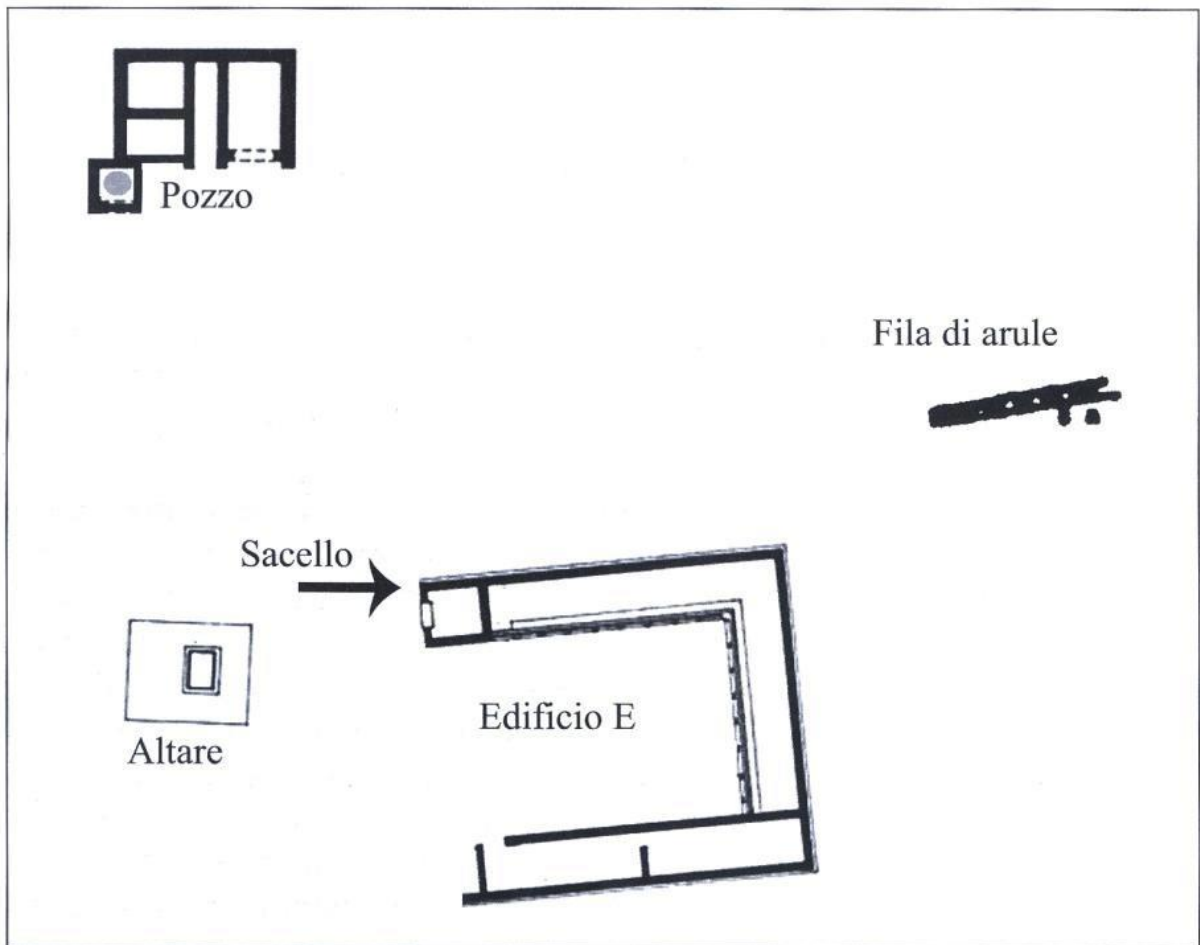 Pozzo
Fila di arule
Sacello
Edificio E
Altare